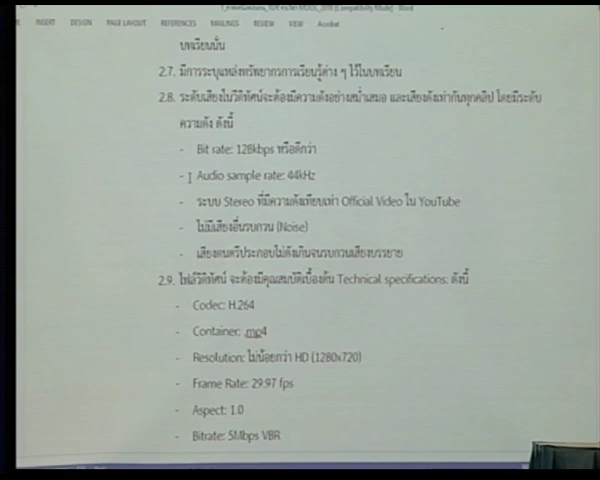 INSERT DESIGN PAGE LAYOUT REFERENCES MAILINGS REVIEW VIEW Acrobat
บทเรียนนั้น
2.7. มีการระบุแหล่งทรัพยากรการเรียนรู้ต่าง ๆ ไว้ในบทเรียน
2.8. ระดับเสียงในวีดิทัศน์จะต้องมีความดังอย่างสม่ำเสมอ และเสียงดังเท่ากันทุกคลิป โดยมีระดับ
ความดัง ดังนี้
- Bit rate: 128kbps หรือดีกว่า
- Audio sample rate: 44kHz
- ระบบ Stereo ที่มีความดังเทียบเท่า Official Video ใน YouTube
- ไม่มีเสียงอื่นรบกวน (Noise)
- เสียงดนตรีประกอบไม่ดังเกินจนรบกวนเสียงบรรยาย
2.9. ไฟล์วีดิทัศน์ จะต้องมีคุณสมบัติเบื้องต้น Technical specifications: ดังนี้
- Codec: H.264
- Container: .mp4
- Resolution: ไม่น้อยกว่า HD (1280x720)
- Frame Rate: 29.97 fps
- Aspect: 1.0
- Bitrate: 5Mbps VBR